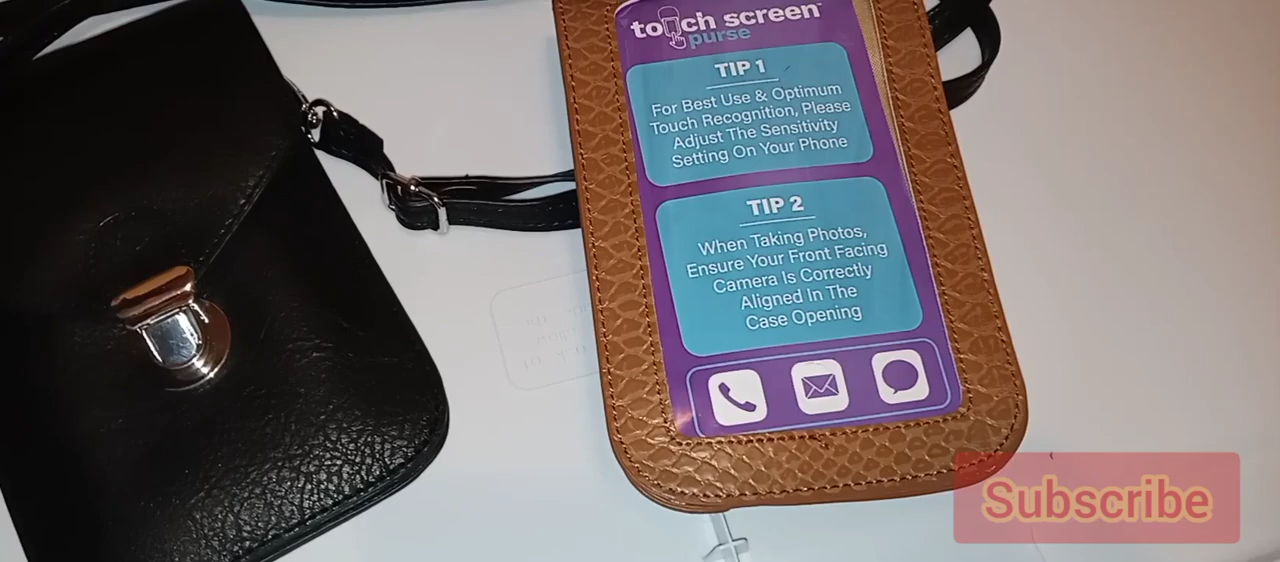 touch screen™
purse
TIP 1
For Best Use & Optimum
Touch Recognition, Please
Adjust The Sensitivity
Setting On Your Phone
TIP 2
When Taking Photos,
Ensure Your Front Facing
Camera Is Correctly
Aligned In The
Case Opening
Subscribe